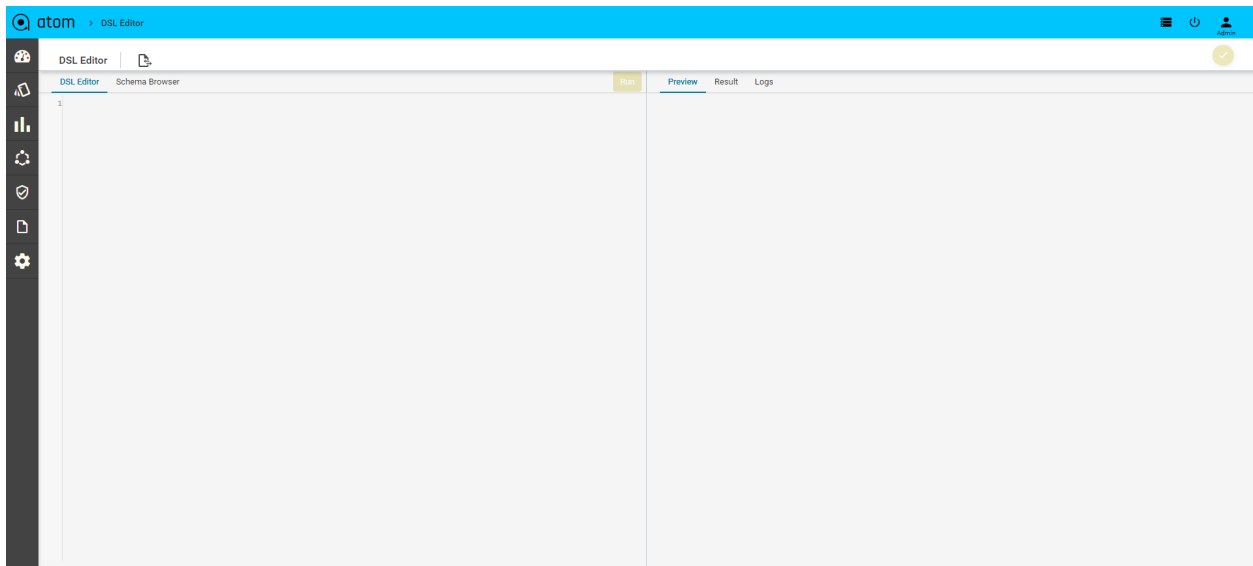 atom > DSL Editor
Admin
DSL Editor
DSL Editor Schema Browser Run
Preview Result Logs
1